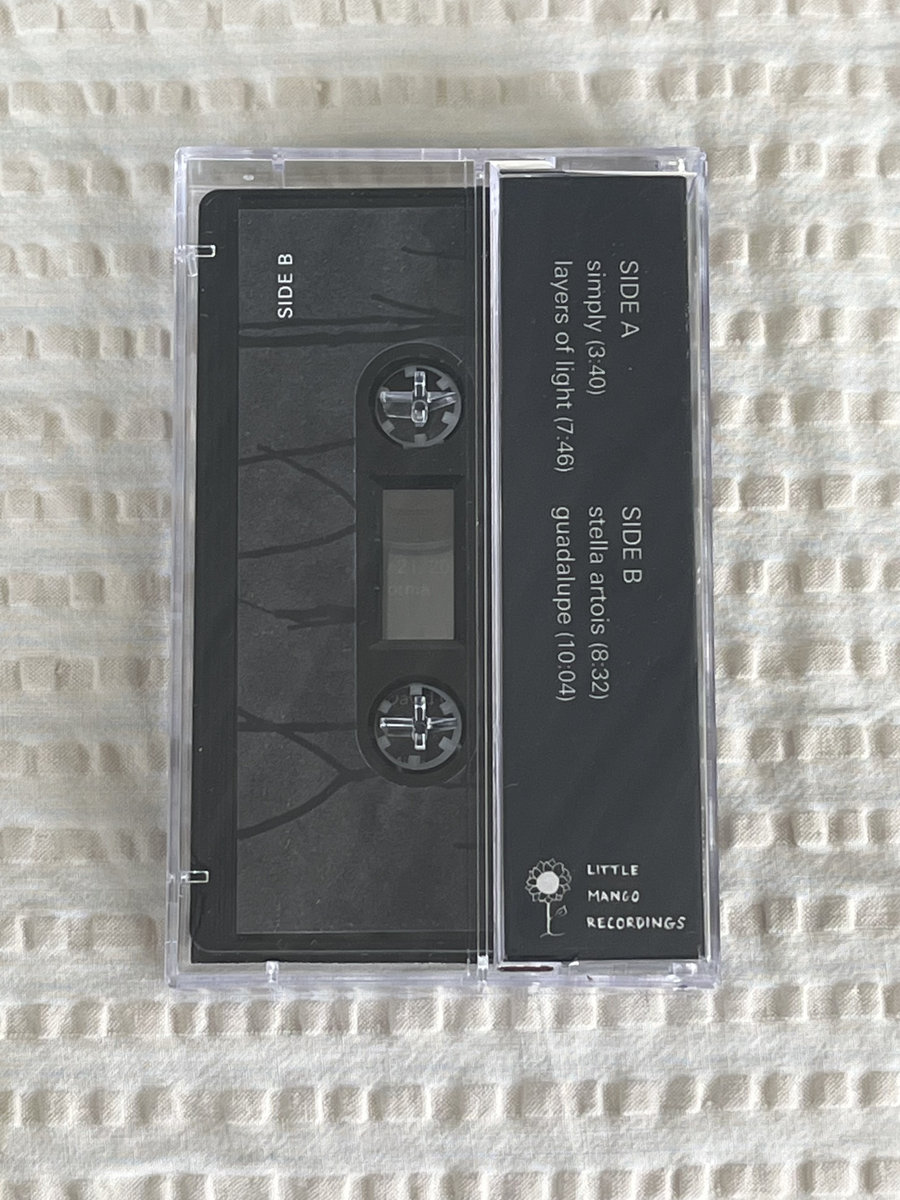 SIDE B
SIDE A
simply (3:40)
layers of light (7:46)
SIDE B
stella artois (8:32)
guadalupe (10:04)
LITTLE
MANGO
RECORDINGS